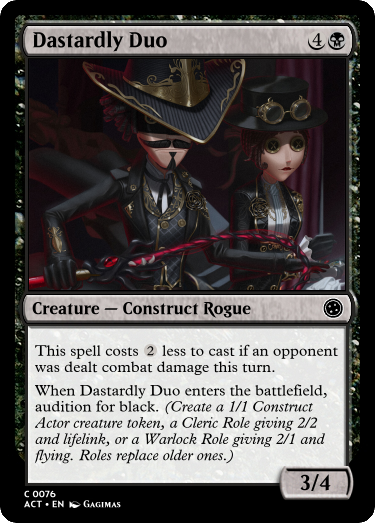 Dastardly Duo 4
Creature — Construct Rogue
This spell costs 2 less to cast if an opponent
was dealt combat damage this turn.
When Dastardly Duo enters the battlefield,
audition for black. (Create a 1/1 Construct
Actor creature token, a Cleric Role giving 2/2
and lifelink, or a Warlock Role giving 2/1 and
flying. Roles replace older ones.)
3/4
C 0076
ACT • EN Gagimas